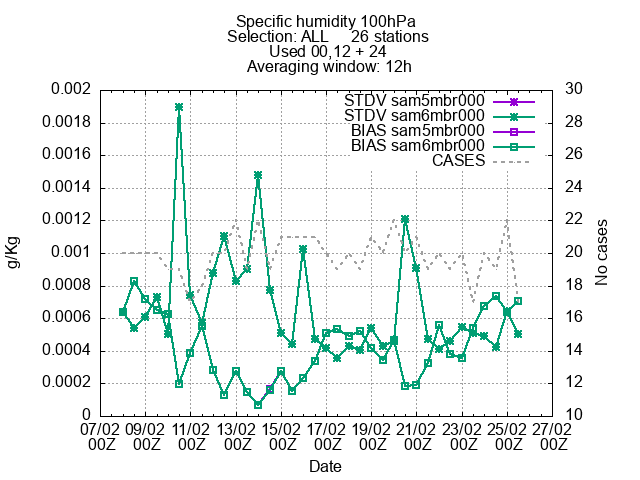 Specific humidity 100hPa
Selection: ALL 26 stations
Used 00,12 + 24
Averaging window: 12h
STDV sam5mbr000
STDV sam6mbr000
BIAS sam5mbr000
BIAS sam6mbr000
CASES
0.002
0.0018
0.0016
0.0014
0.0012
0.001
0.0008
0.0006
0.0004
0.0002
0
g/Kg
30
28
26
24
22
20
18
16
14
12
10
No cases
07/02 09/02 11/02 13/02 15/02 17/02 19/02 21/02 23/02 25/02 27/02
00Z 00Z 00Z 00Z 00Z 00Z 00Z 00Z 00Z 00Z 00Z
Date